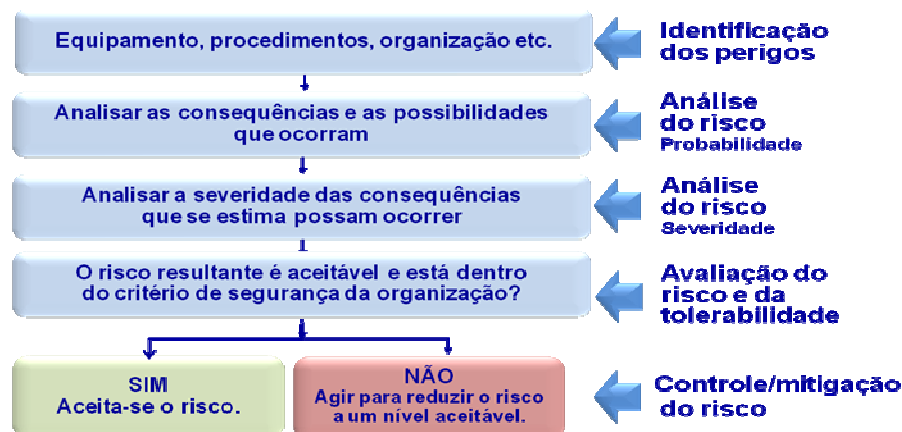 Equipamento, procedimentos, organização etc.
Identificação
dos perigos
Analisar as consequências e as possibilidades
que ocorram
Análise
do risco
Probabilidade
Analisar a severidade das consequências
que se estima possam ocorrer
Análise
do risco
Severidade
O risco resultante é aceitável e está dentro
do critério de segurança da organização?
Avaliação do
risco e da
tolerabilidade
SIM
Aceita-se o risco.
NÃO
Agir para reduzir o risco
a um nível aceitável.
Controle/mitigação
do risco